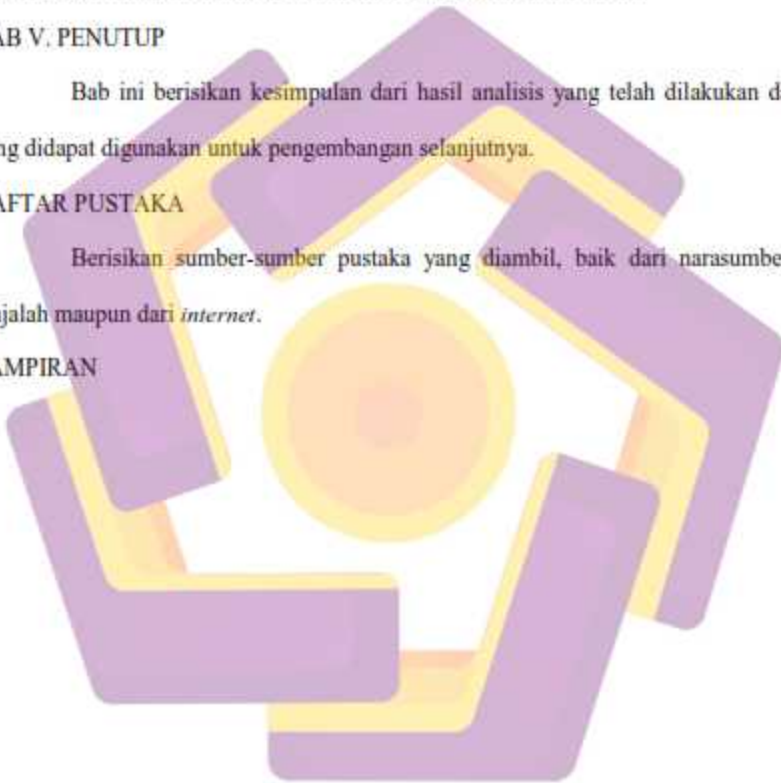 AB V. PENUTUP
Bab ini berisikan kesimpulan dari hasil analisis yang telah dilakukan d
ng didapat digunakan untuk pengembangan selanjutnya.
AFTAR PUSTAKA
Berisikan sumber-sumber pustaka yang diambil, baik dari narasumbe
ajalah maupun dari internet.
AMPIRAN